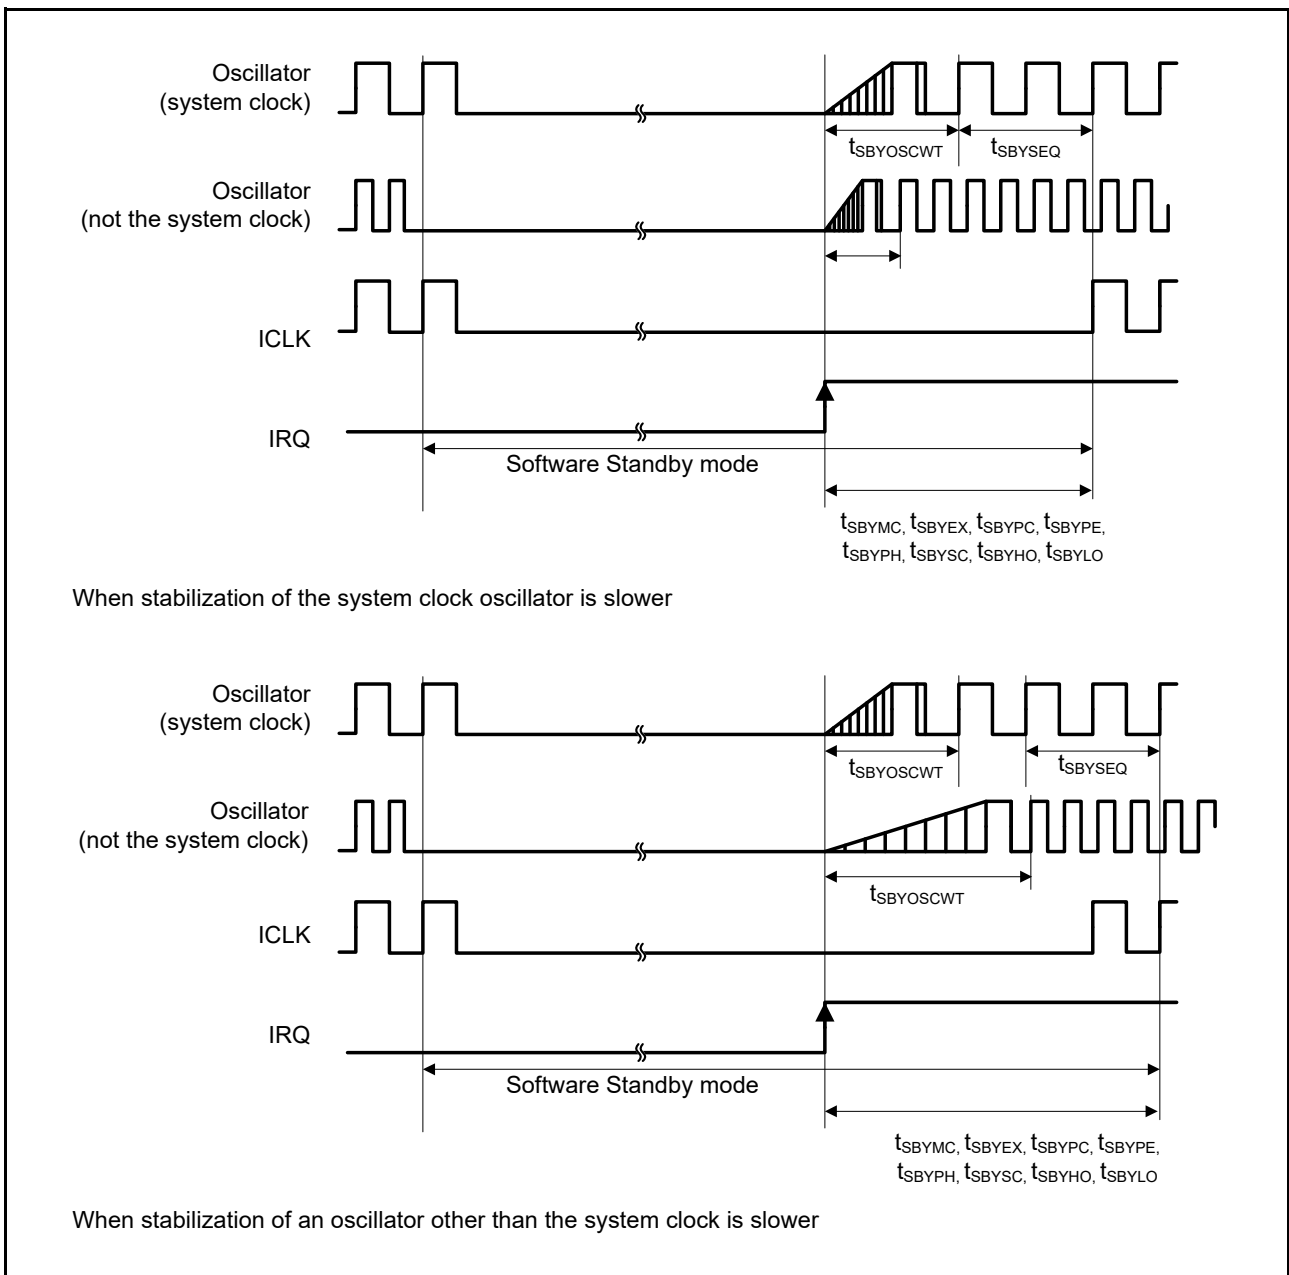 Oscillator
(system clock)
tSBYOSCWT
tSBYSEQ
Oscillator
(not the system clock)
ICLK
IRQ
Software Standby mode
tSBYMC, tSBYEX, tSBYPC, tSBYPE,
tSBYPH, tSBYSC, tSBYHO, tSBYLO
When stabilization of the system clock oscillator is slower
Oscillator
(system clock)
tSBYOSCWT
tSBYSEQ
Oscillator
(not the system clock)
tSBYOSCWT
ICLK
IRQ
Software Standby mode
tSBYMC, tSBYEX, tSBYPC, tSBYPE,
tSBYPH, tSBYSC, tSBYHO, tSBYLO
When stabilization of an oscillator other than the system clock is slower